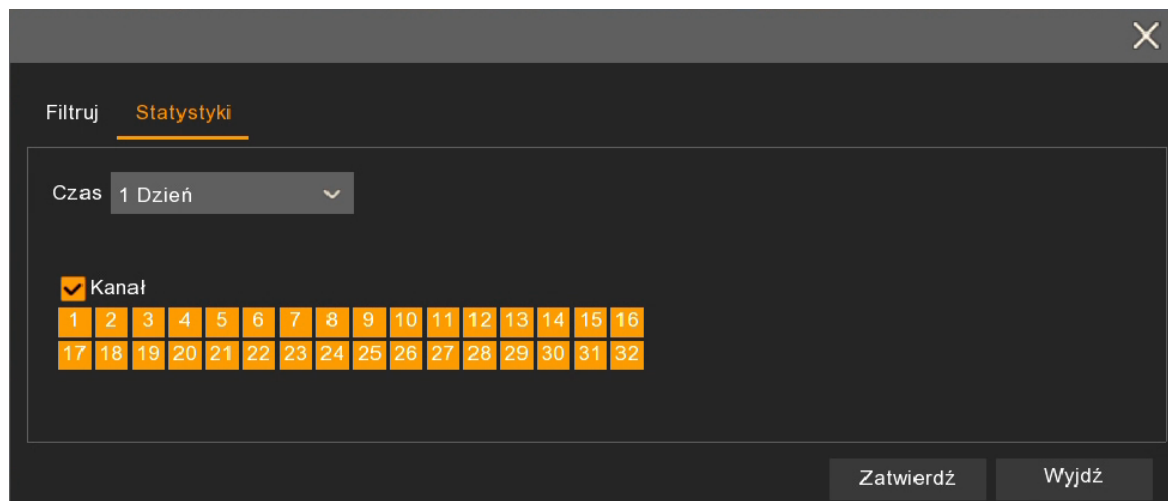 Filtruj Statystyki
Czas 1 Dzień
Kanał
1 2 3 4 5 6 7 8 9 10 11 12 13 14 15 16
17 18 19 20 21 22 23 24 25 26 27 28 29 30 31 32
Zatwierdź Wyjdź